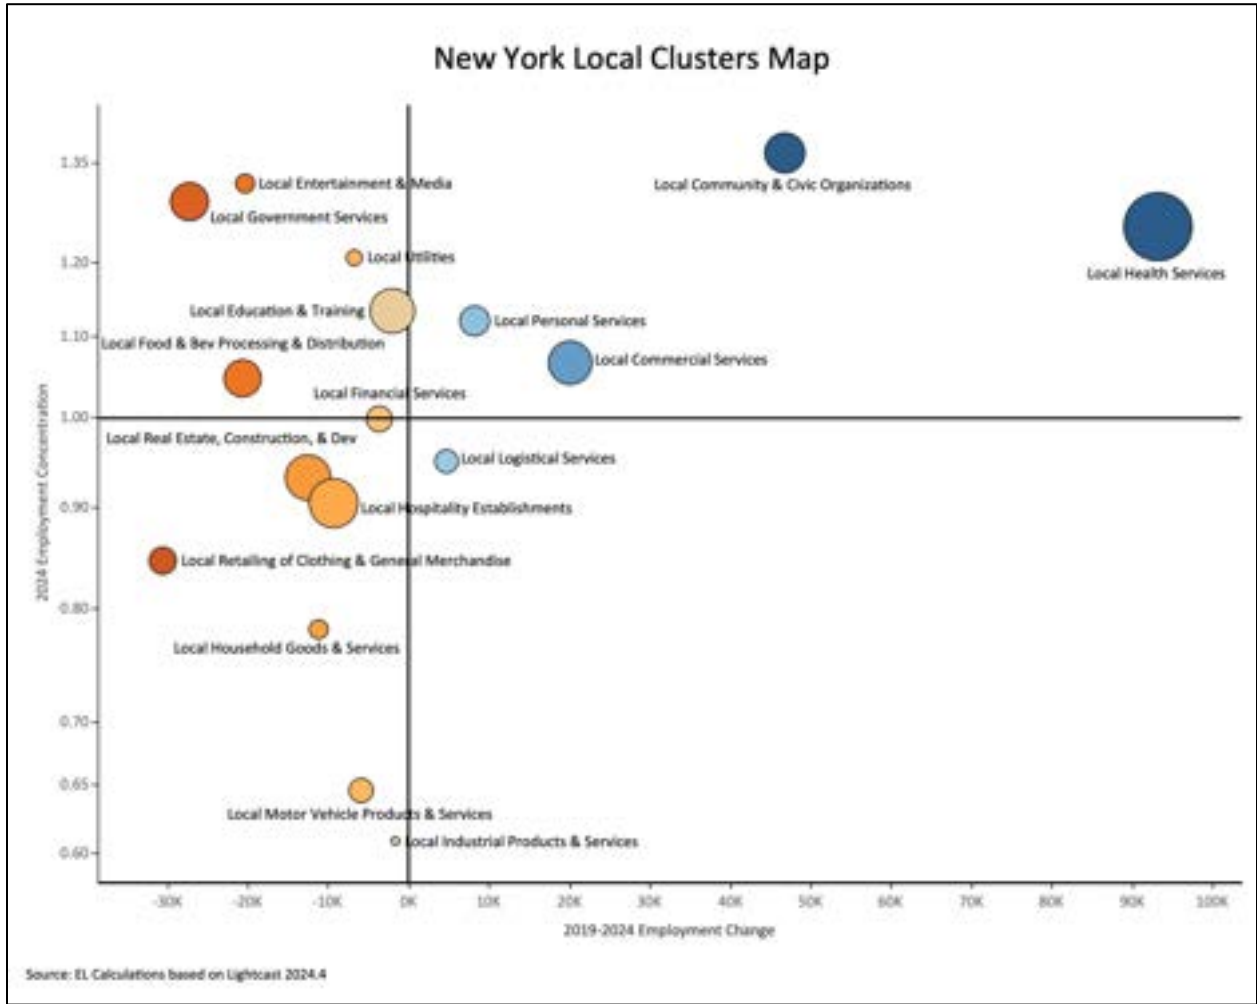 New York Local Clusters Map
1.35
Local Entertainment & Media
Local Community & Civic Organizations
Local Government Services
1.20
Local Utilities
Local Health Services
Local Education & Training
Local Personal Services
1.10
Local Food & Bev Processing & Distribution
Local Commercial Services
Local Financial Services
1.00
Local Real Estate, Construction, & Dev
Local Logistical Services
0.90
Local Hospitality Establishments
2024 Employment Concentration
Local Retailing of Clothing & General Merchandise
0.80
Local Household Goods & Services
0.70
0.65
Local Motor Vehicle Products & Services
Local Industrial Products & Services
0.60
-30K -20K -10K 0K 10K 20K 30K 40K 50K 60K 70K 80K 90K 100K
2019-2024 Employment Change
Source: EL Calculations based on Lightcast 2024.4